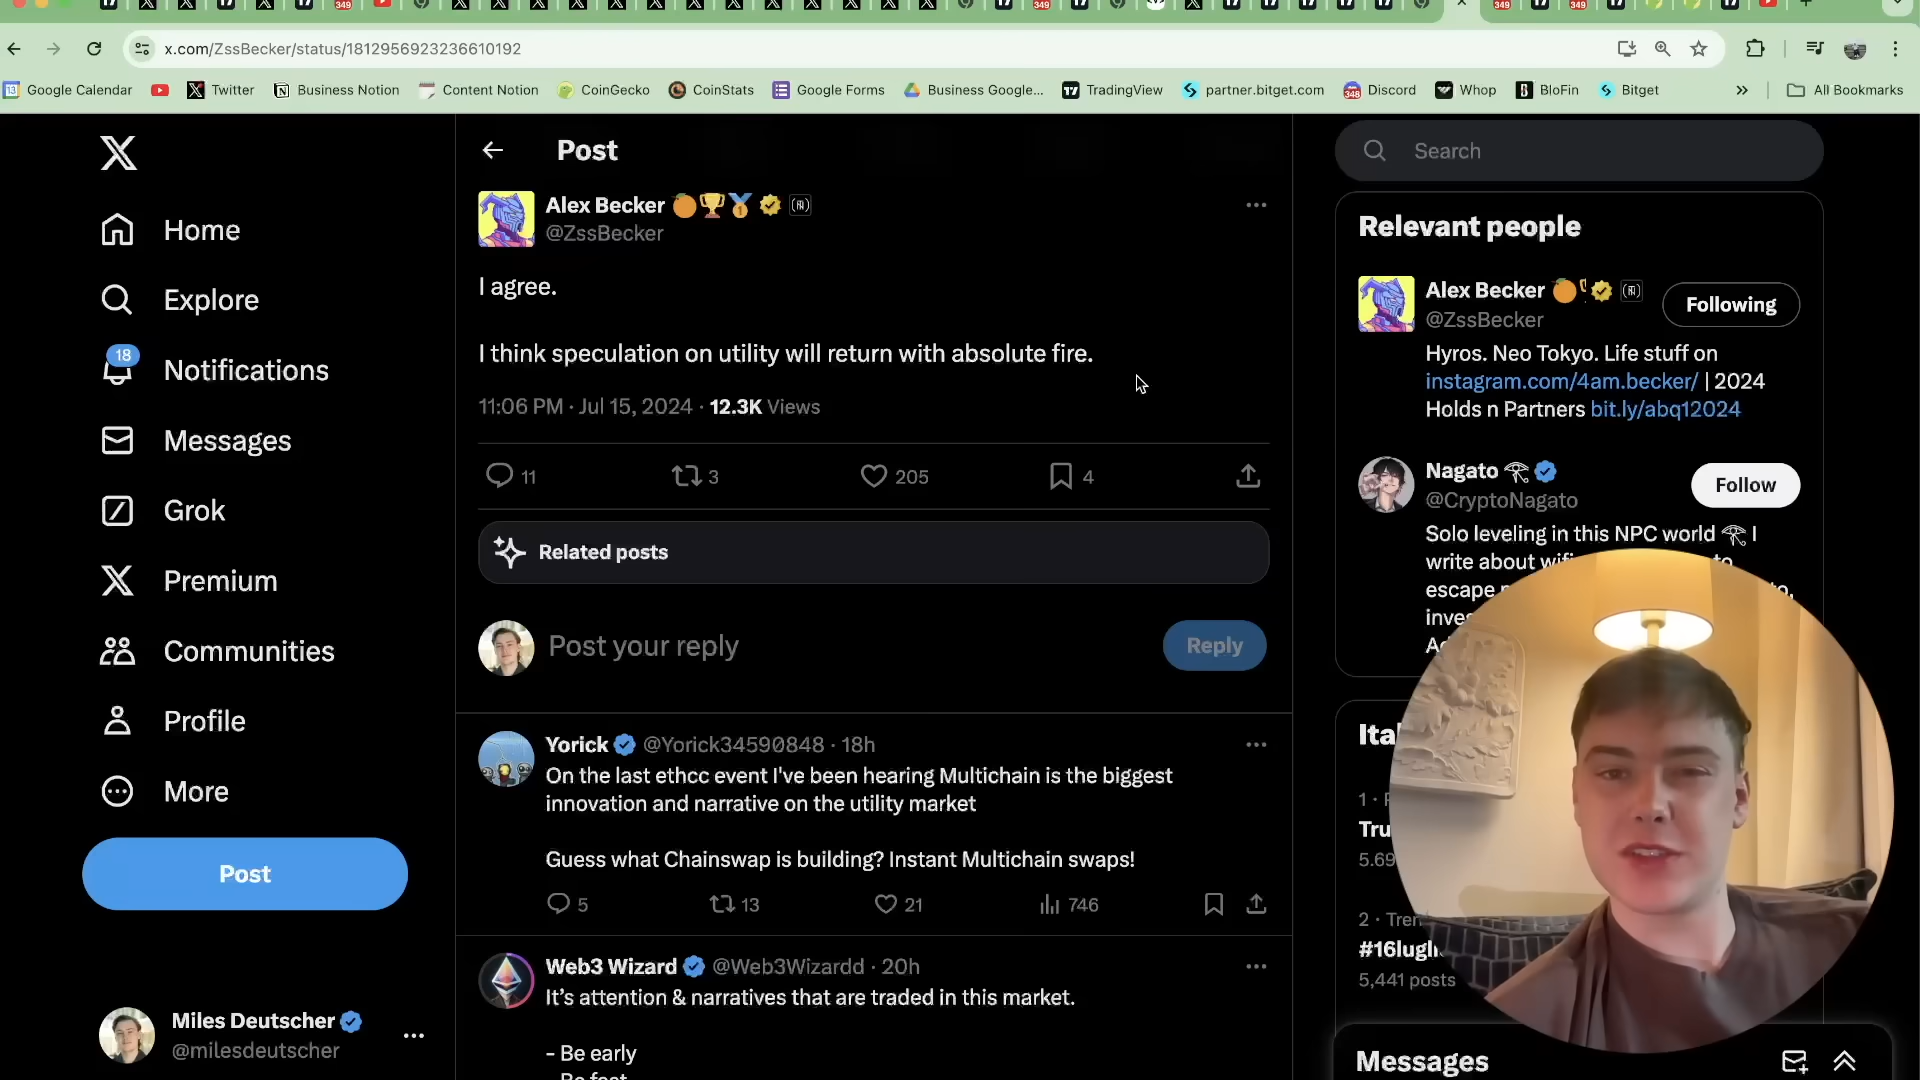 x.com/ZssBecker/status/1812956923236610192
Google Calendar
Twitter
Business Notion
Content Notion
CoinGecko
CoinStats
Google Forms
Business Google...
TradingView
partner.bitget.com
Discord
Whop
BloFin
Bitget
All Bookmarks
Home
Explore
18
Notifications
Messages
Grok
Premium
Communities
Profile
More
Post
Miles Deutscher
@milesdeutscher
Post
Alex Becker
@ZssBecker
I agree.
I think speculation on utility will return with absolute fire.
11:06 PM · Jul 15, 2024 · 12.3K Views
11 3 205 4
Related posts
Post your reply
Reply
Yorick @Yorick34590848 · 18h
On the last ethcc event I've been hearing Multichain is the biggest
innovation and narrative on the utility market
Guess what Chainswap is building? Instant Multichain swaps!
5 13 21 746
Web3 Wizard @Web3Wizardd · 20h
It's attention & narratives that are traded in this market.
- Be early
Search
Relevant people
Alex Becker
@ZssBecker
Following
Hyros. Neo Tokyo. Life stuff on
instagram.com/4am.becker/ | 2024
Holds n Partners bit.ly/abq12024
Nagato
@CryptoNagato
Follow
Solo leveling in this NPC world I
write about
escape
1 ·
5.69
2 ·
5,441 posts
Messages